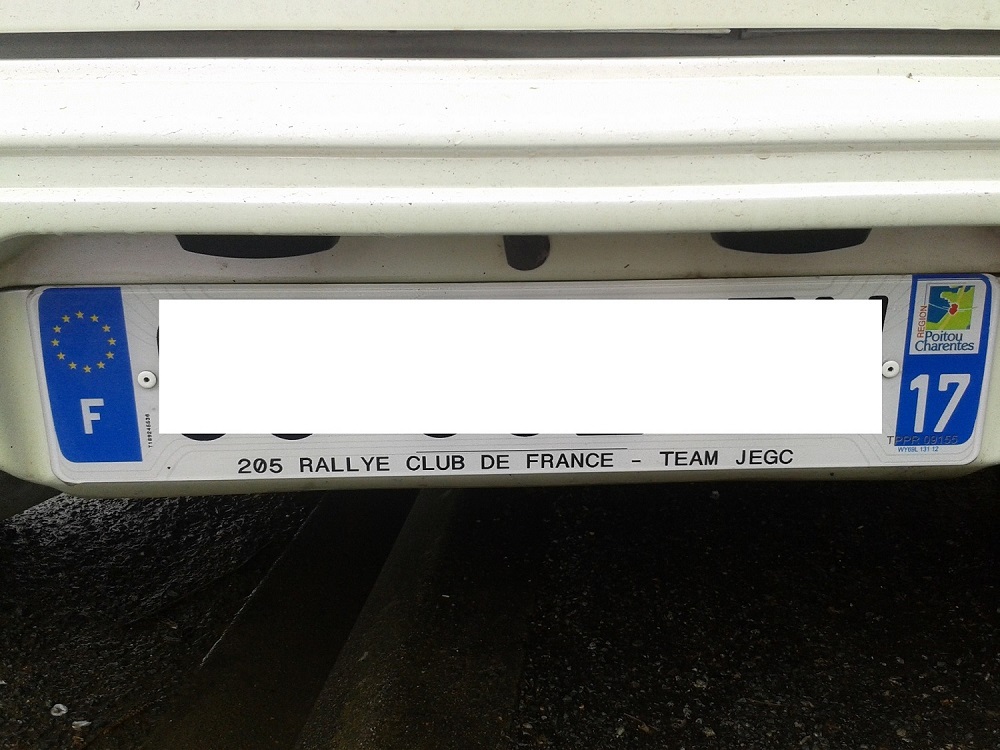 F
REGION
Poitou
Charentes
17
TPPR 09155
205 RALLYE CLUB DE FRANCE - TEAM JEGC